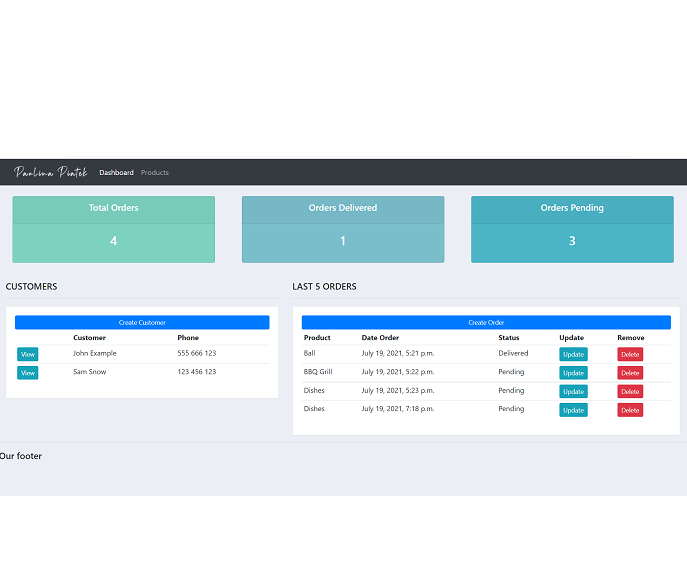 Paulina Piatek Dashboard Products
Total Orders
4
Orders Delivered
1
Orders Pending
3
CUSTOMERS
Create Customer
Customer Phone
View John Example 555 666 123
View Sam Snow 123 456 123
LAST 5 ORDERS
Create Order
Product Date Order Status Update Remove
Ball July 19, 2021, 5:21 p.m. Delivered Update Delete
BBQ Grill July 19, 2021, 5:22 p.m. Pending Update Delete
Dishes July 19, 2021, 5:23 p.m. Pending Update Delete
Dishes July 19, 2021, 7:18 p.m. Pending Update Delete
Our footer